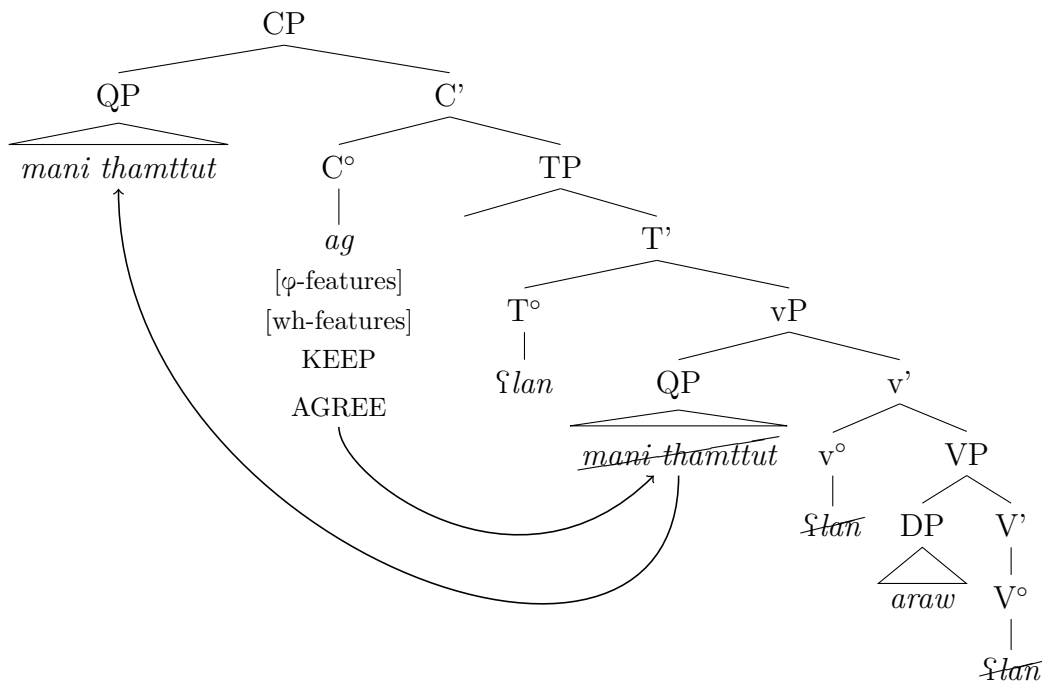 CP
QP C'
mani thamttut C° TP
ag T'
[φ-features]
[wh-features] T° vP
KEEP ʕlan QP v'
AGREE mani thamttut v° VP
ʕlan DP V'
araw V°
ʕlan